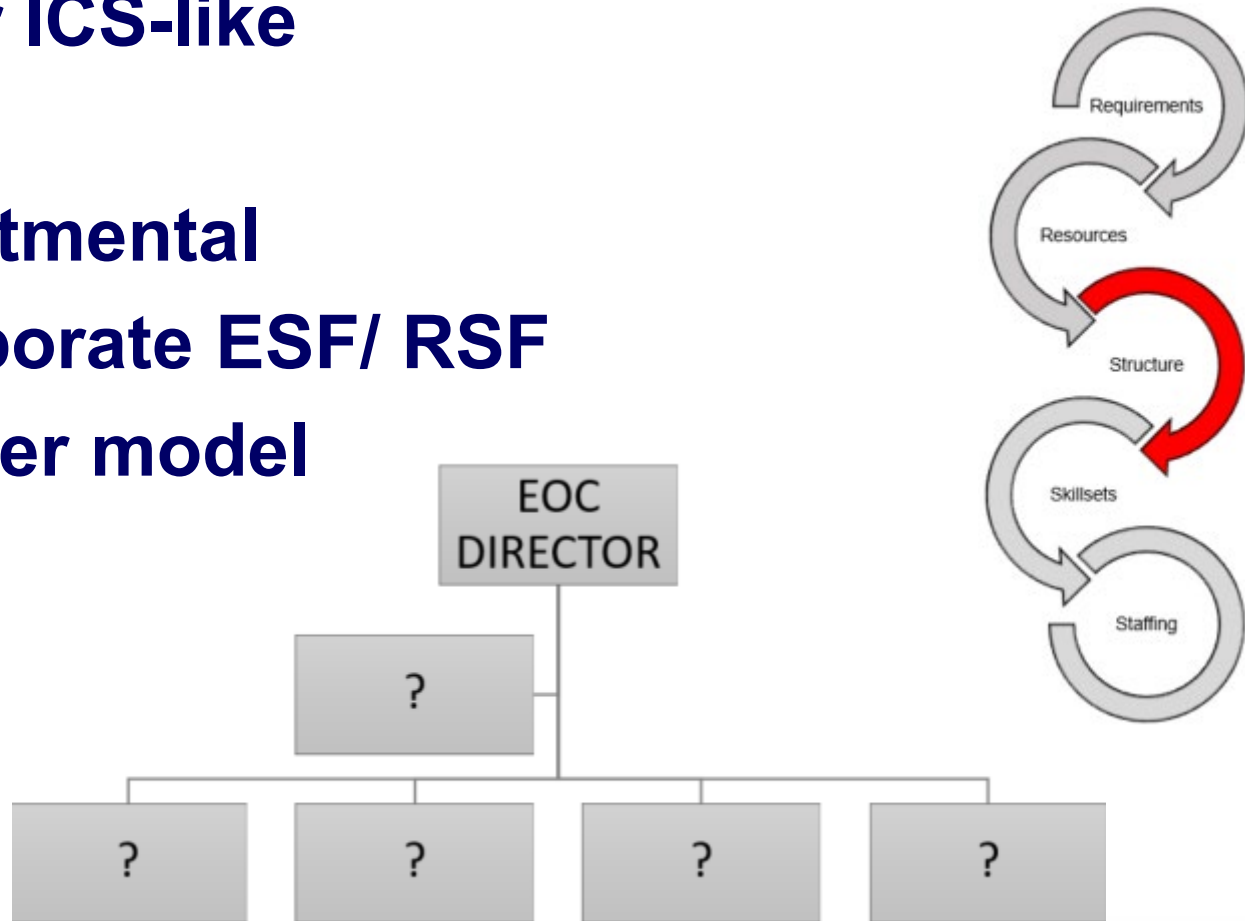 ICS-like
tmental
porate ESF/ RSF
er model
EOC
DIRECTOR
?
?
?
?
?
Requirements
Resources
Structure
Skillsets
Staffing